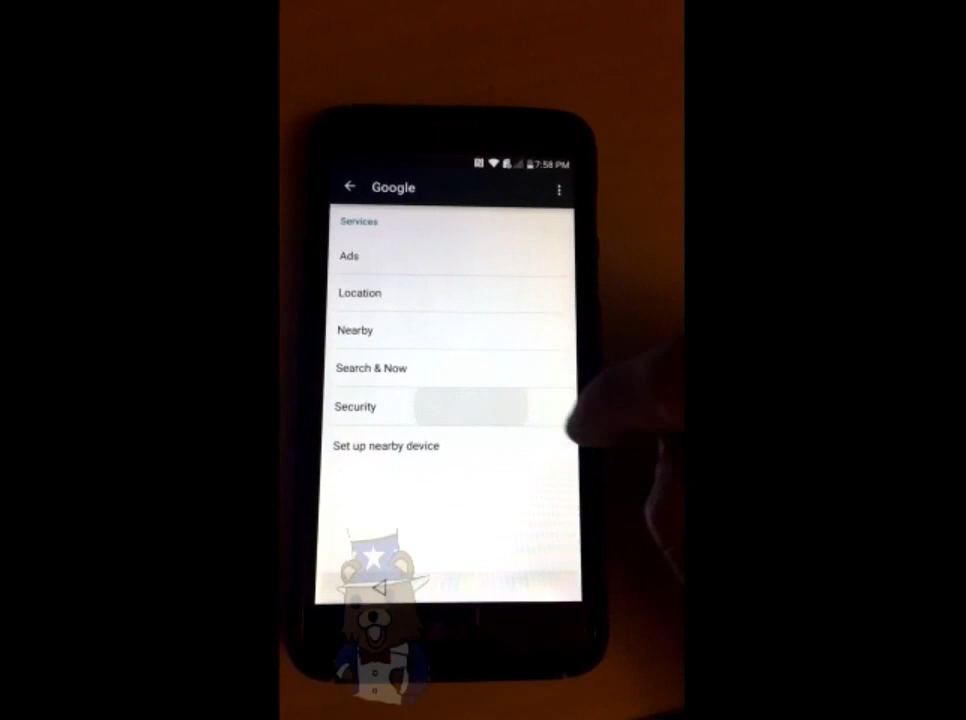 7:58 PM
Google
Services
Ads
Location
Nearby
Search & Now
Security
Set up nearby device